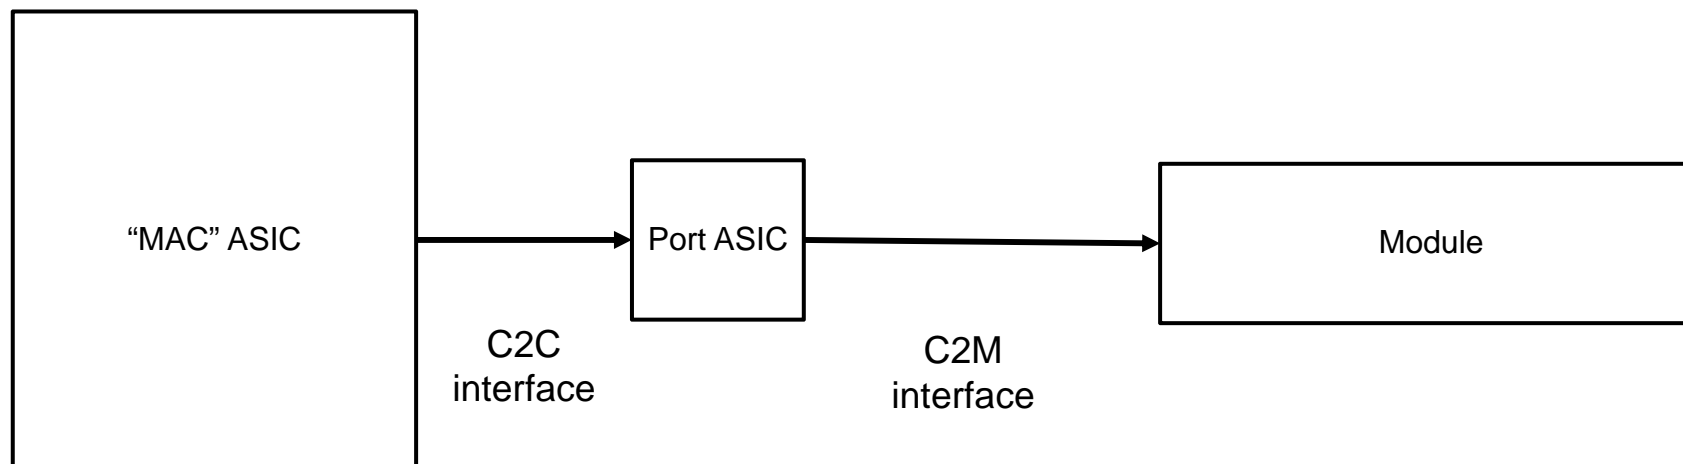 “MAC” ASIC
Port ASIC
Module
C2C
interface
C2M
interface